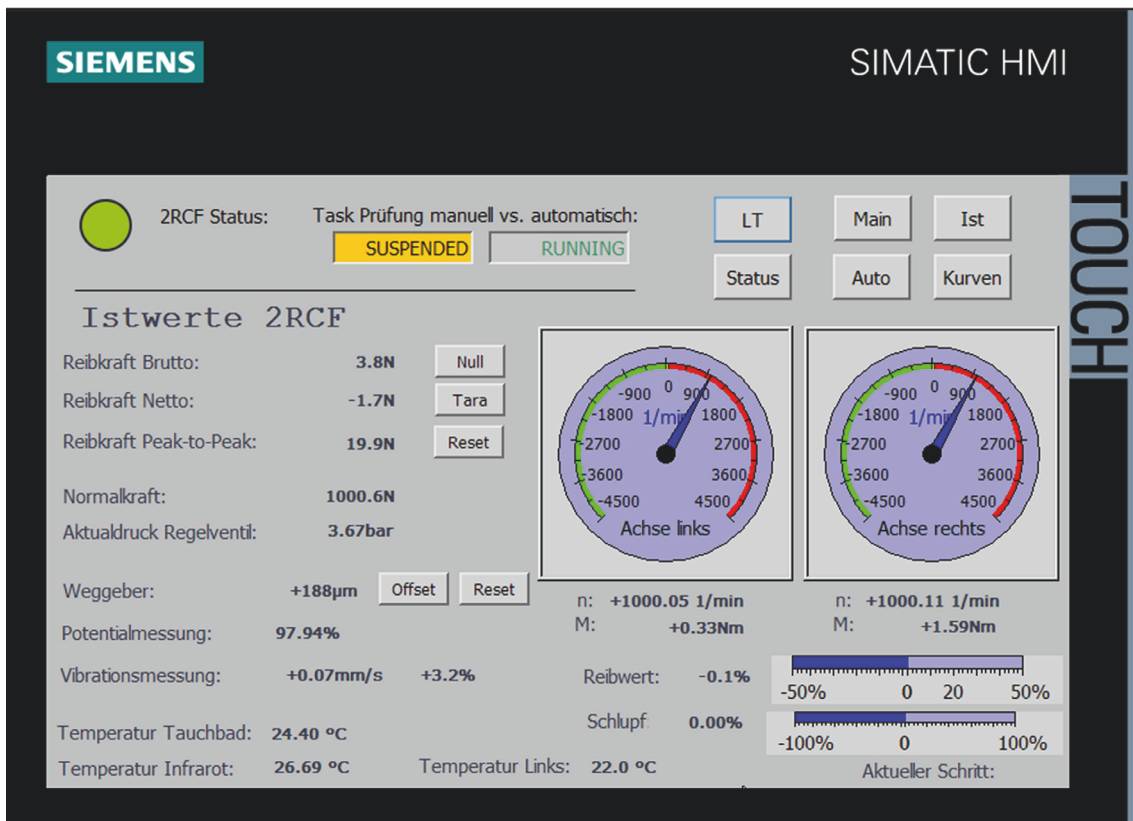 SIEMENS
SIMATIC HMI
TOUCH
2RCF Status:
Task Prüfung manuell vs. automatisch:
SUSPENDED
RUNNING
LT
Main
Ist
Status
Auto
Kurven
Istwerte 2RCF
Reibkraft Brutto: 3.8N Null
Reibkraft Netto: -1.7N Tara
Reibkraft Peak-to-Peak: 19.9N Reset
Normalkraft: 1000.6N
Aktualdruck Regelventil: 3.67bar
Weggeber: +188µm Offset Reset
Potentialmessung: 97.94%
Vibrationsmessung: +0.07mm/s +3.2%
Temperatur Tauchbad: 24.40 ºC
Temperatur Infrarot: 26.69 ºC
Temperatur Links: 22.0 ºC
-900 0 900
-1800 1/min 1800
-2700 2700
-3600 3600
-4500 4500
Achse links
n: +1000.05 1/min
M: +0.33Nm
-900 0 900
-1800 1/min 1800
-2700 2700
-3600 3600
-4500 4500
Achse rechts
n: +1000.11 1/min
M: +1.59Nm
Reibwert: -0.1%
-50% 0 20 50%
Schlupf: 0.00%
-100% 0 100%
Aktueller Schritt: